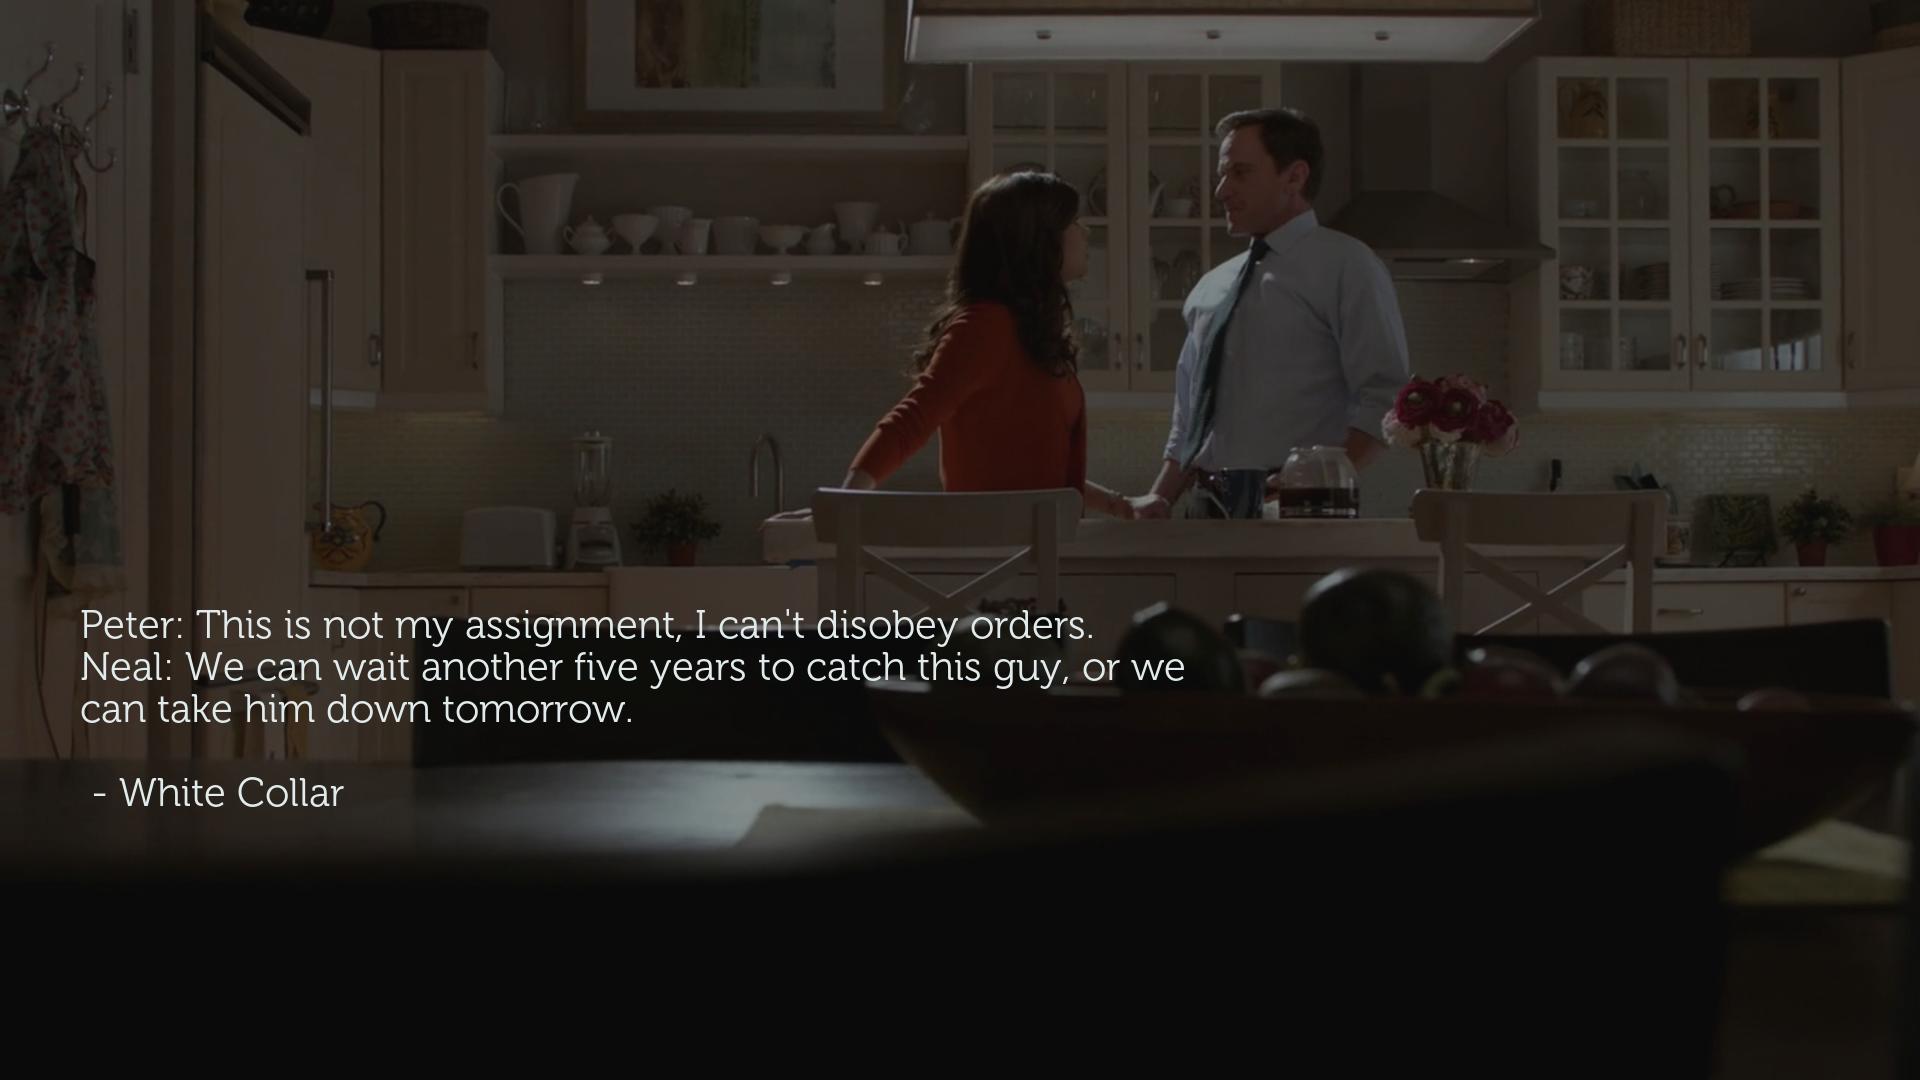 Peter: This is not my assignment, I can't disobey orders.
Neal: We can wait another five years to catch this guy, or we
can take him down tomorrow.
- White Collar